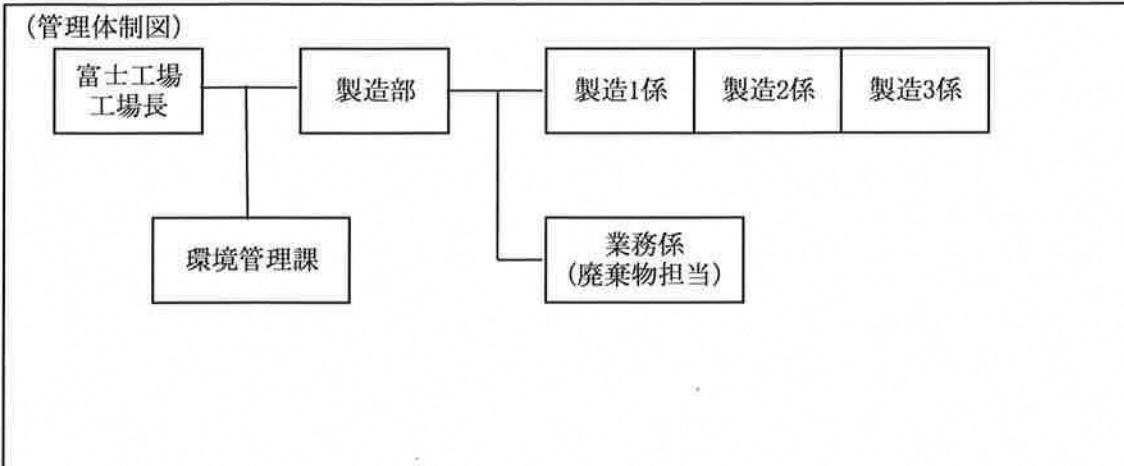 (管理体制図)
富士工場
工場長
製造部
製造1係
製造2係
製造3係
環境管理課
業務係
(廃棄物担当)